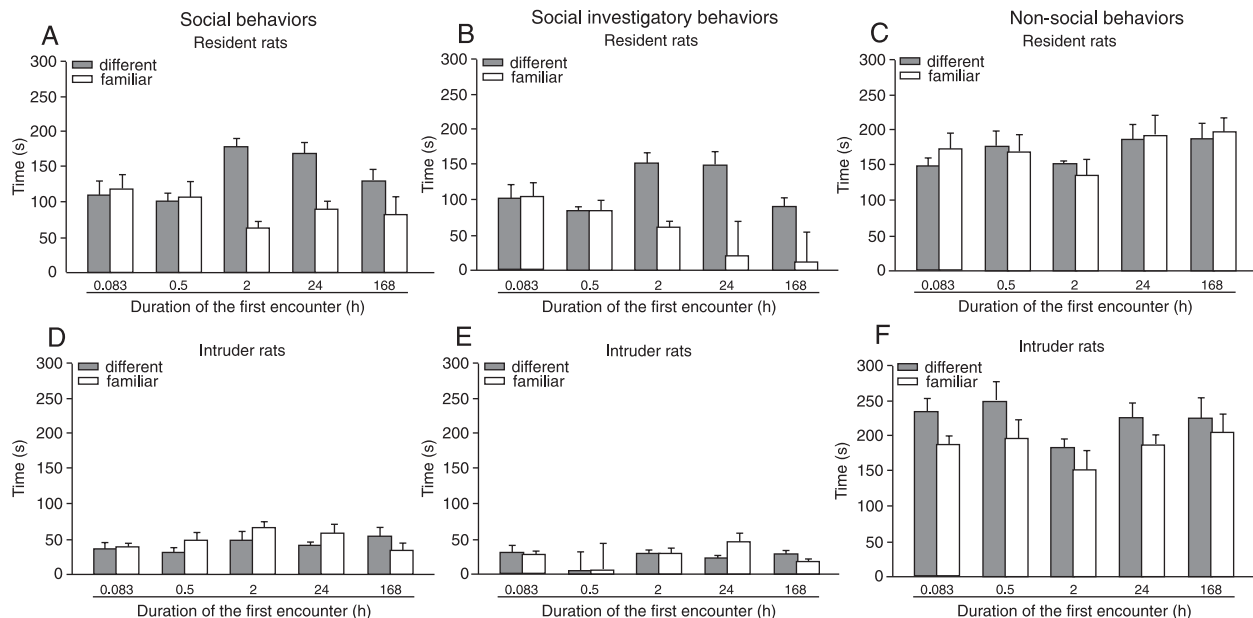 Social behaviors
A
Resident rats
300
250
200
150
100
50
0
Time (s)
different
familiar
0.083 0.5 2 24 168
Duration of the first encounter (h)
Social investigatory behaviors
B
Resident rats
300
250
200
150
100
50
0
Time (s)
different
familiar
0.083 0.5 2 24 168
Duration of the first encounter (h)
Non-social behaviors
C
Resident rats
300
250
200
150
100
50
0
Time (s)
different
familiar
0.083 0.5 2 24 168
Duration of the first encounter (h)
D
Intruder rats
300
250
200
150
100
50
0
Time (s)
different
familiar
0.083 0.5 2 24 168
Duration of the first encounter (h)
E
Intruder rats
300
250
200
150
100
50
0
Time (s)
different
familiar
0.083 0.5 2 24 168
Duration of the first encounter (h)
F
Intruder rats
300
250
200
150
100
50
0
Time (s)
different
familiar
0.083 0.5 2 24 168
Duration of the first encounter (h)